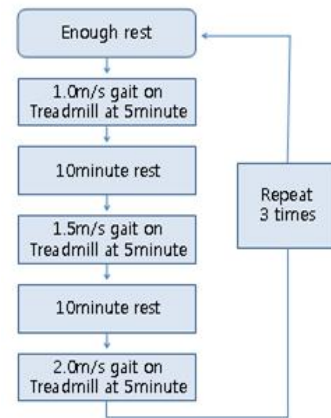 Enough rest
1.0m/s gait on
Treadmill at 5minute
10minute rest
1.5m/s gait on
Treadmill at 5minute
10minute rest
2.0m/s gait on
Treadmill at 5minute
Repeat
3 times